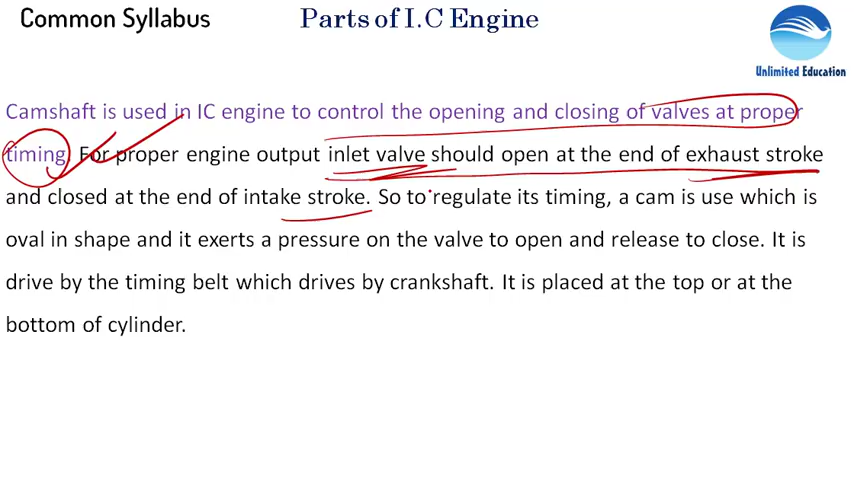 Common Syllabus
Parts of I.C Engine
Unlimited Education
Camshaft is used in IC engine to control the opening and closing of valves at proper
timing. For proper engine output inlet valve should open at the end of exhaust stroke
and closed at the end of intake stroke. So to regulate its timing, a cam is use which is
oval in shape and it exerts a pressure on the valve to open and release to close. It is
drive by the timing belt which drives by crankshaft. It is placed at the top or at the
bottom of cylinder.